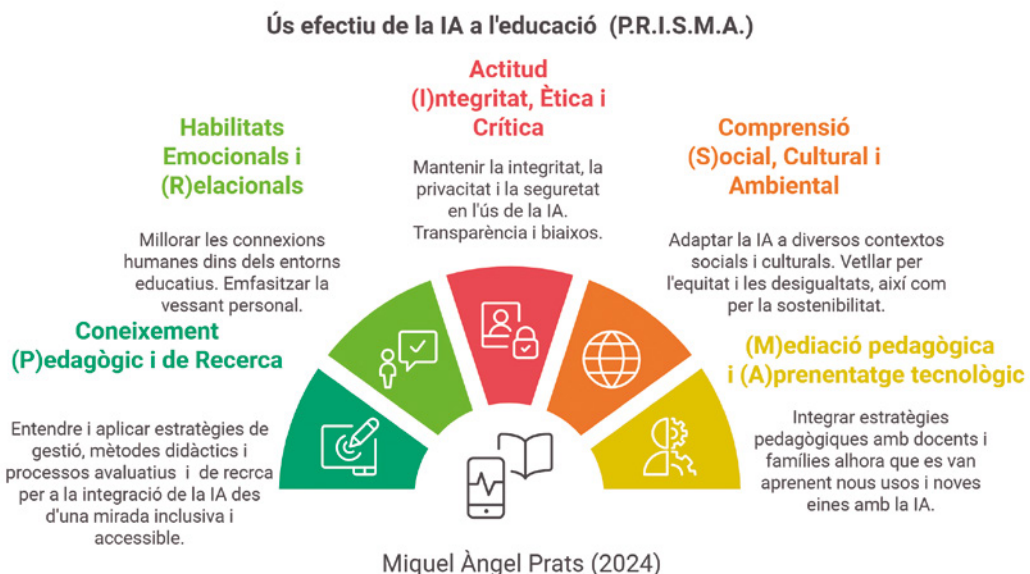 Ús efectiu de la IA a l'educació (P.R.I.S.M.A.)
Coneixement
(P)edagògic i de Recerca
Entendre i aplicar estratègies de
gestió, mètodes didàctics i
processos avaluatius i de recrca
per a la integració de la IA des
d'una mirada inclusiva i
accessible.
Habilitats
Emocionals i
(R)elacionals
Millorar les connexions
humanes dins dels entorns
educatius. Emfasitzar la
vessant personal.
Actitud
(I)ntegritat, Ètica i
Crítica
Mantenir la integritat, la
privacitat i la seguretat
en l'ús de la IA.
Transparència i biaixos.
Comprensió
(S)ocial, Cultural i
Ambiental
Adaptar la IA a diversos contextos
socials i culturals. Vetllar per
l'equitat i les desigualtats, així com
per la sostenibilitat.
(M)ediació pedagògica
i (A)prenentatge tecnològic
Integrar estratègies
pedagògiques amb docents i
famílies alhora que es van
aprenent nous usos i noves
eines amb la IA.
Miquel Àngel Prats (2024)